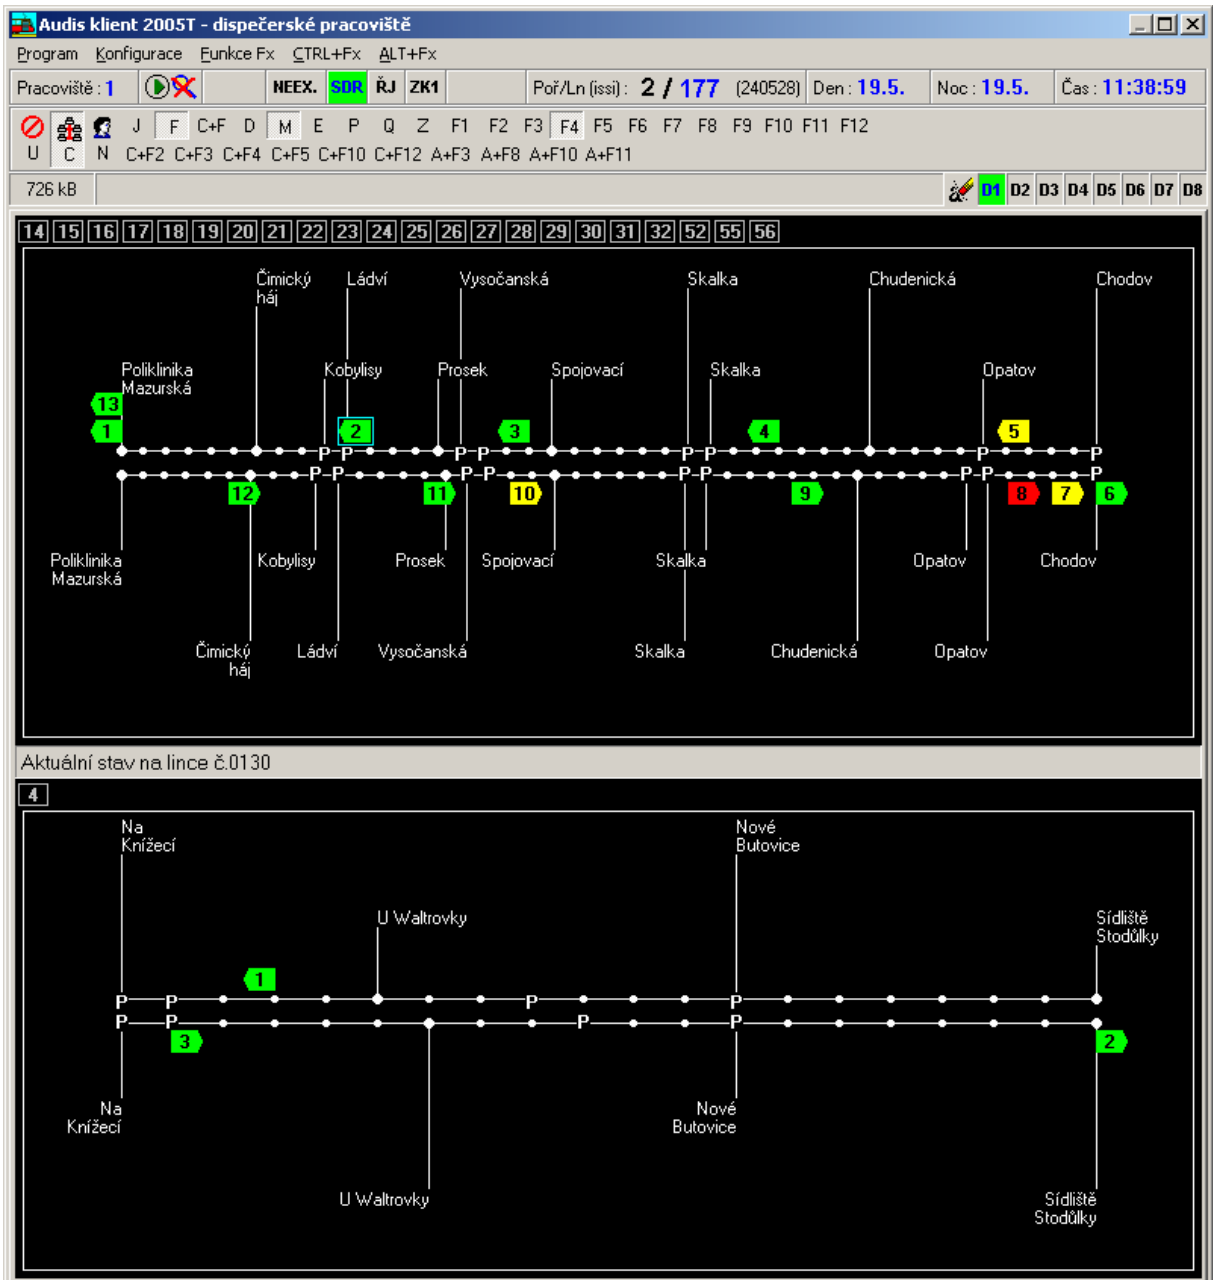 Audis klient 2005T - dispečerské pracoviště
Program Konfigurace Funkce Fx CTRL+Fx ALT+Fx
Pracoviště : 1 NEEX. SDR ŘJ ZK1 Poř/Ln (issi) : 2 / 177 (240528) Den : 19.5. Noc : 19.5. Čas : 11:38:59
J F C+F D M E P Q Z F1 F2 F3 F4 F5 F6 F7 F8 F9 F10 F11 F12
U C N C+F2 C+F3 C+F4 C+F5 C+F10 C+F12 A+F3 A+F8 A+F10 A+F11
726 kB D1 D2 D3 D4 D5 D6 D7 D8
14 15 16 17 18 19 20 21 22 23 24 25 26 27 28 29 30 31 32 52 55 56
Čimický Ládví Vysočanská Skalka Chudenická Chodov
háj
Poliklinika Kobylisy Prosek Spojovací Skalka Opatov
Mazurská
13
1 2 3 4 5
P P P P P P P P
P P P P P P P P P
12 11 10 9 8 7 6
Poliklinika Kobylisy Prosek Spojovací Skalka Opatov Chodov
Mazurská
Čimický Ládví Vysočanská Skalka Chudenická Opatov
háj
Aktuální stav na lince č.0130
4
Na Nové
Knížecí Butovice
U Waltrovky Sídliště
Stodůlky
1
P P P P
P P P P
3 2
Na Nové
Knížecí Butovice
U Waltrovky Sídliště
Stodůlky